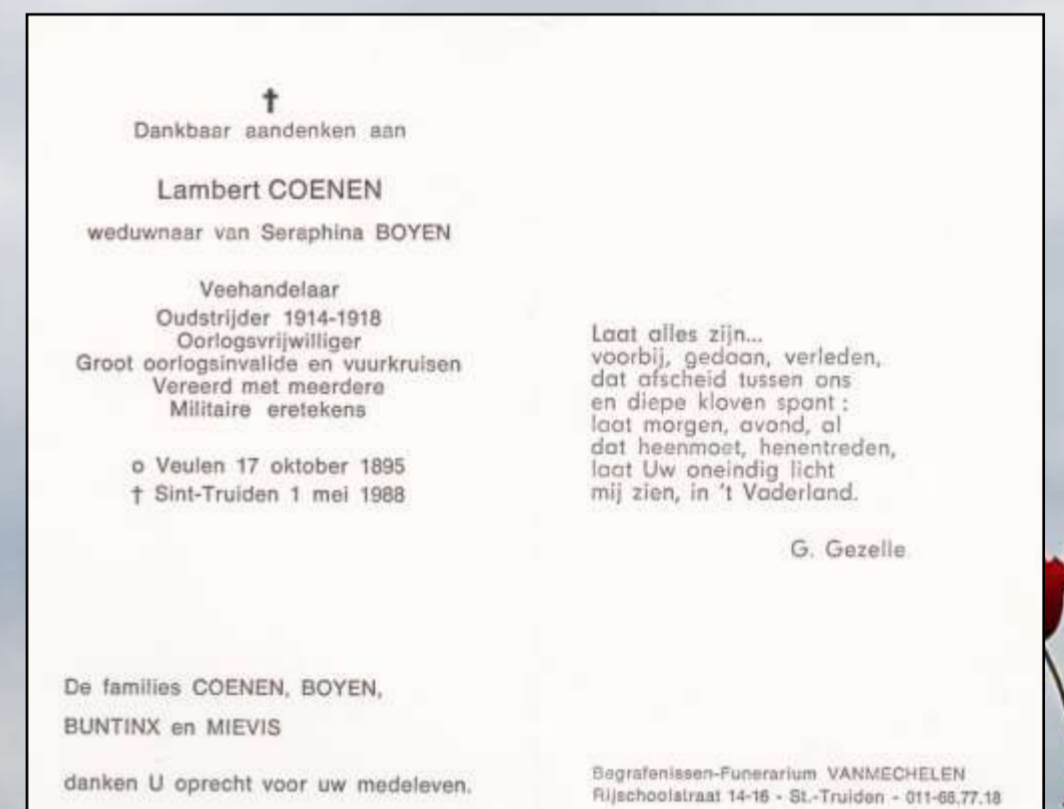 †
Dankbaar aandenken aan
Lambert COENEN
weduwnaar van Seraphina BOYEN
Veehandelaar
Oudstrijder 1914-1918
Oorlogsvrijwilliger
Groot oorlogsinvalide en vuurkruisen
Vereerd met meerdere
Militaire eretekens
o Veulen 17 oktober 1895
† Sint-Truiden 1 mei 1988
De families COENEN, BOYEN,
BUNTINX en MIEVIS
danken U oprecht voor uw medeleven.
Laat alles zijn...
voorbij, gedaan, verleden,
dat afscheid tussen ons
en diepe kloven spant :
laat morgen, avond, al
dat heenmoet, henentreden,
laat Uw oneindig licht
mij zien, in 't Vaderland.
G. Gezelle
Begrafenissen-Funerarium VANMECHELEN
Rijschoolstraat 14-16 - St.-Truiden - 011-68.77.18